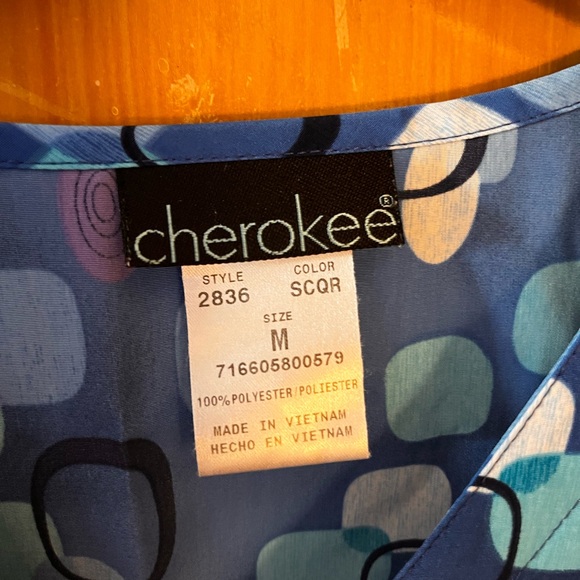 cherokee®
STYLE COLOR
2836 SCQR
SIZE
M
716605800579
100%POLYESTER/POLIESTER
MADE IN VIETNAM
HECHO EN VIETNAM